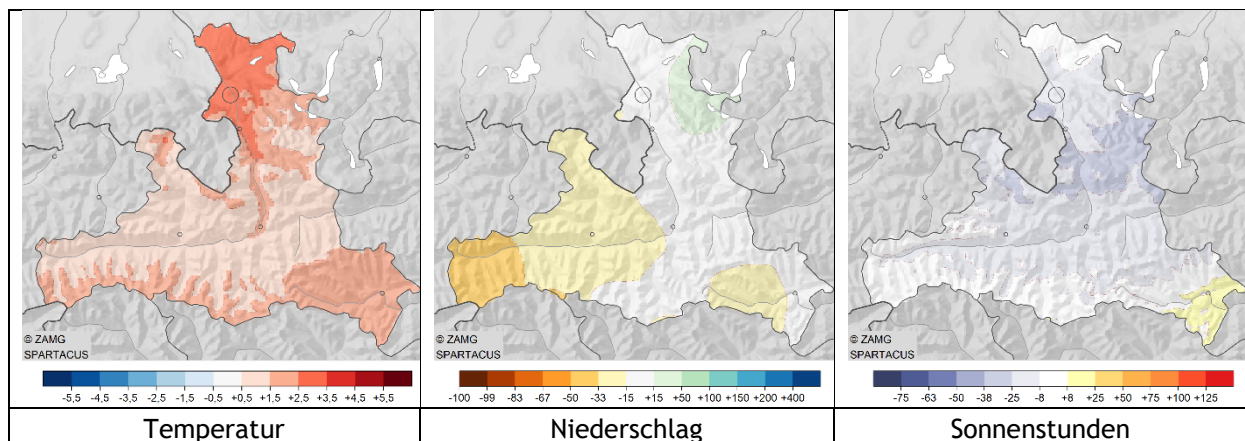 © ZAMG
SPARTACUS
-5,5 -4,5 -3,5 -2,5 -1,5 -0,5 +0,5 +1,5 +2,5 +3,5 +4,5 +5,5
Temperatur
© ZAMG
SPARTACUS
-100 -99 -83 -67 -50 -33 -15 +15 +50 +100 +150 +200 +400
Niederschlag
© ZAMG
SPARTACUS
-75 -63 -50 -38 -25 -8 +8 +25 +50 +75 +100 +125
Sonnenstunden